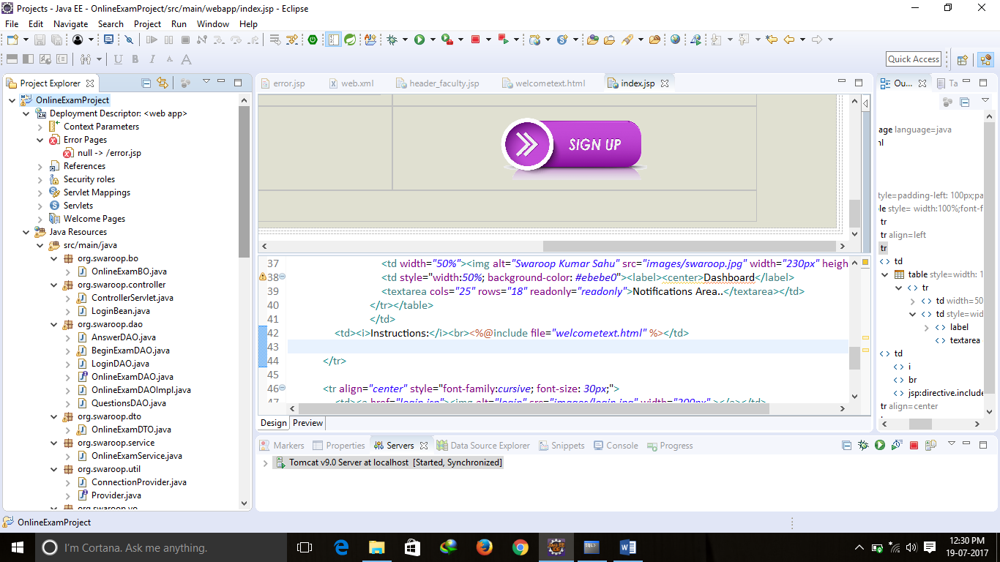 Projects - Java EE - OnlineExamProject/src/main/webapp/index.jsp - Eclipse
File Edit Navigate Search Project Run Window Help
Quick Access
Project Explorer
OnlineExamProject
Deployment Descriptor: <web app>
Context Parameters
Error Pages
null -> /error.jsp
References
Security roles
Servlet Mappings
Servlets
Welcome Pages
Java Resources
src/main/java
org.swaroop.bo
OnlineExamBO.java
org.swaroop.controller
ControllerServlet.java
LoginBean.java
org.swaroop.dao
AnswerDAO.java
BeginExamDAO.java
LoginDAO.java
OnlineExamDAO.java
OnlineExamDAOImpl.java
QuestionsDAO.java
org.swaroop.dto
OnlineExamDTO.java
org.swaroop.service
OnlineExamService.java
org.swaroop.util
ConnectionProvider.java
Provider.java
org.swaroop.vo
error.jsp web.xml header_faculty.jsp welcometext.html index.jsp
SIGN UP
37 <td width="50%"><img alt="Swaroop Kumar Sahu" src="images/swaroop.jpg" width="230px" heigh
38 <td style="width:50%; background-color: #ebebe0"><label><center>Dashboard</label>
39 <textarea cols="25" rows="18" readonly="readonly">Notifications Area..</textarea></td>
40 </tr></table>
41 </td>
42 <td><i>Instructions:</i><br><%@include file="welcometext.html" %></td>
43
44 </tr>
45
46 <tr align="center" style="font-family:cursive; font-size: 30px;">
47 <td><a href="login.jsp"><img alt="login" src="images/login.jpg" width="200px" ></a></td>
Design Preview
Markers Properties Servers Data Source Explorer Snippets Console Progress
Tomcat v9.0 Server at localhost [Started, Synchronized]
Ou... Ta
age language=java
nl
tyle=padding-left: 100px;pa
le style= width:100%;font-f
tr
tr align=left
tr
td
table style=width: 1
tr
td width=50
td style=wid
label
textarea
td
i
br
jsp:directive.include
tr align=center
OnlineExamProject
I'm Cortana. Ask me anything.
JAVA EE
IDE
SQL>
12:30 PM
19-07-2017